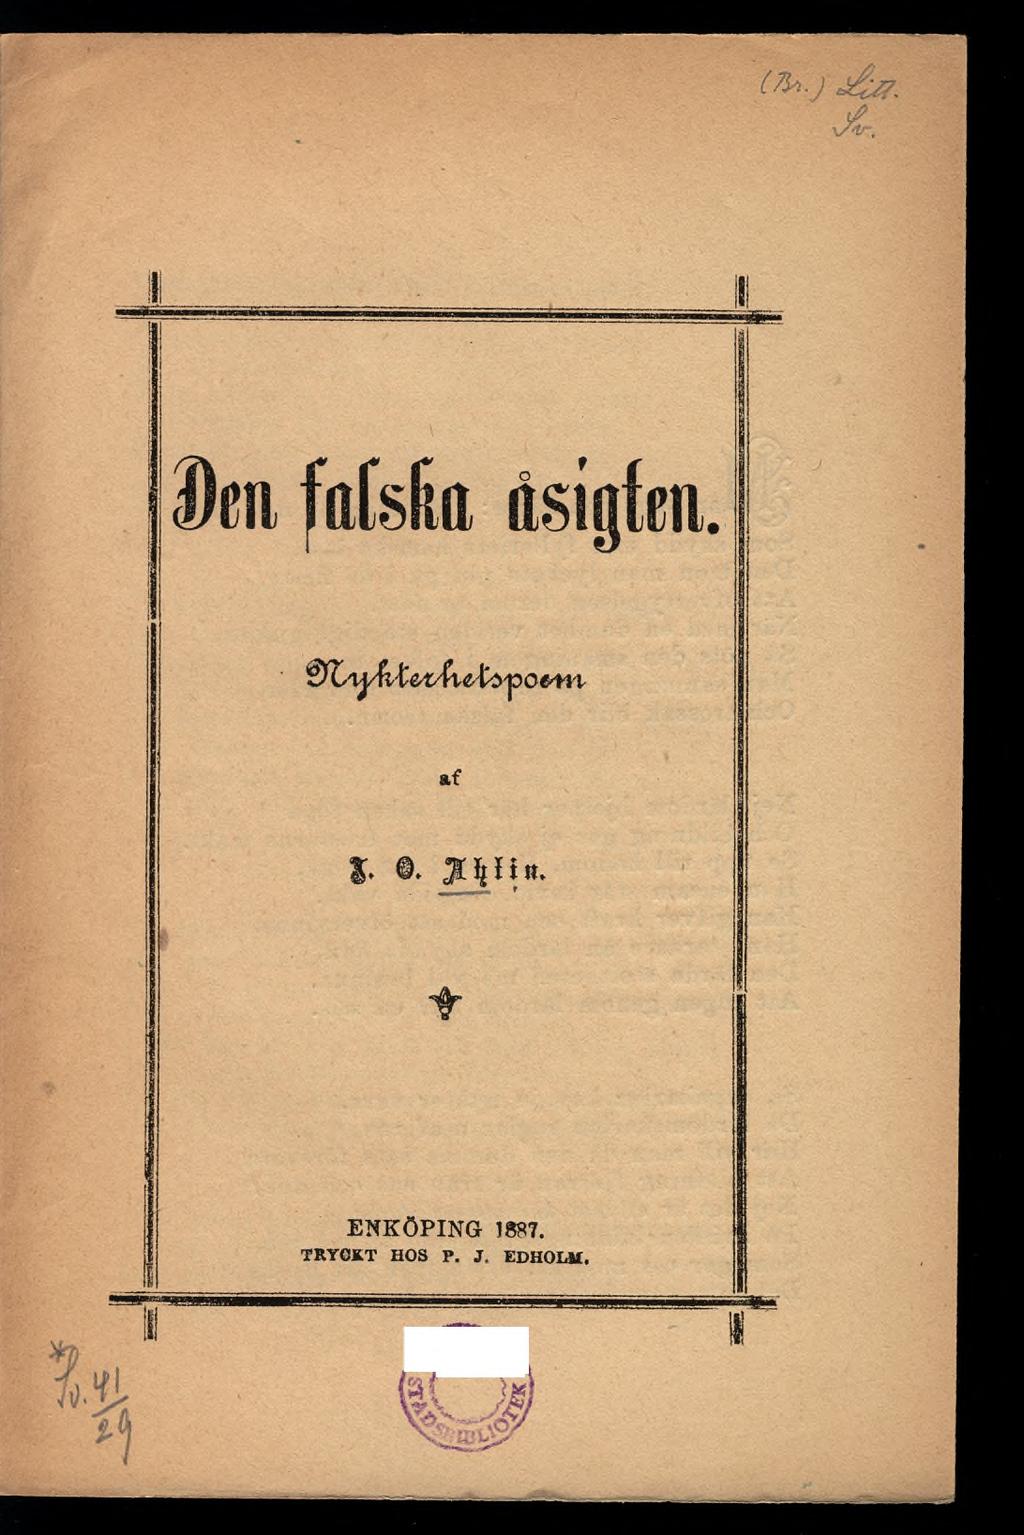 (Br.) Litt.
Sv.
Den falska åsigten.
Nykterhetspoem
af
J. O. Ahlin.
ENKÖPING 1887.
TRYCKT HOS P. J. EDHOLM.
*
Sv. 41
29
STADSBIBLIOTEK